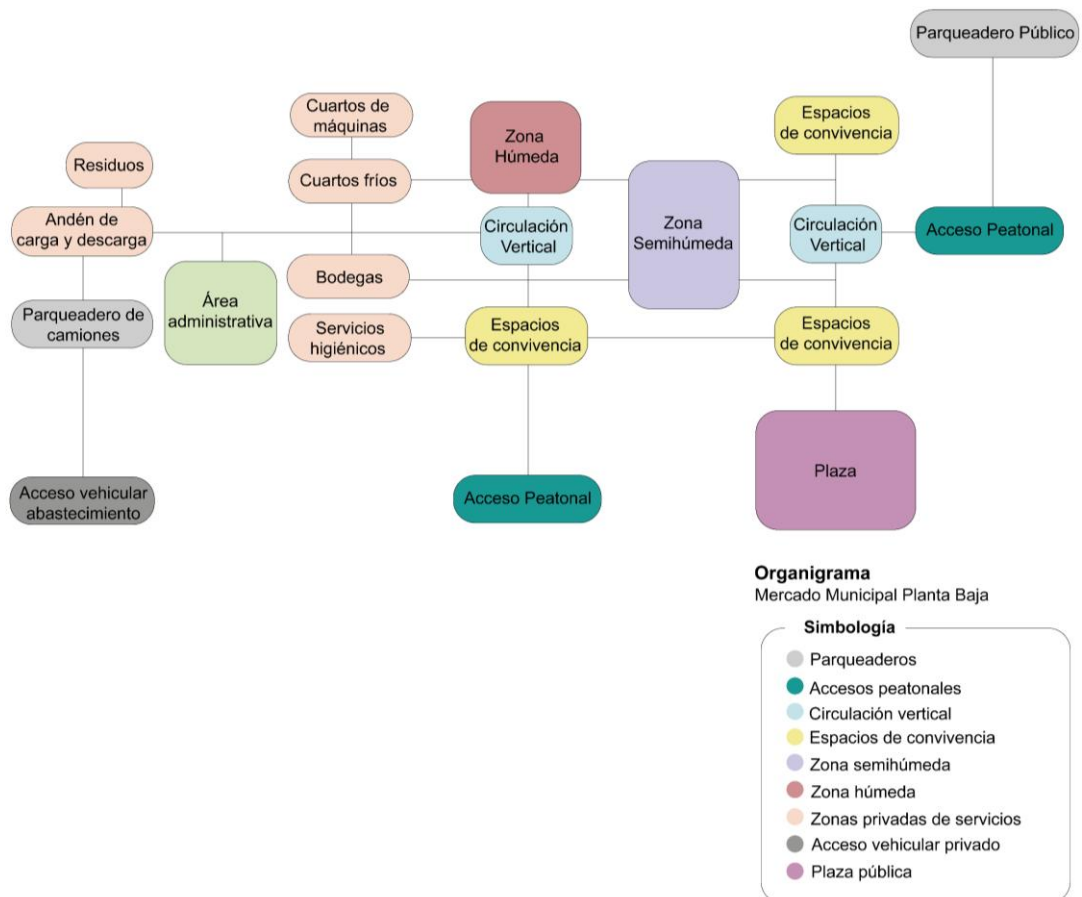 Parqueadero Público
Cuartos de
máquinas
Zona
Húmeda
Espacios
de convivencia
Residuos
Cuartos fríos
Andén de
carga y descarga
Circulación
Vertical
Zona
Semihúmeda
Circulación
Vertical
Acceso Peatonal
Bodegas
Área
administrativa
Parqueadero de
camiones
Servicios
higiénicos
Espacios
de convivencia
Espacios
de convivencia
Plaza
Acceso vehicular
abastecimiento
Acceso Peatonal
Organigrama
Mercado Municipal Planta Baja
Simbología
Parqueaderos
Accesos peatonales
Circulación vertical
Espacios de convivencia
Zona semihúmeda
Zona húmeda
Zonas privadas de servicios
Acceso vehicular privado
Plaza pública